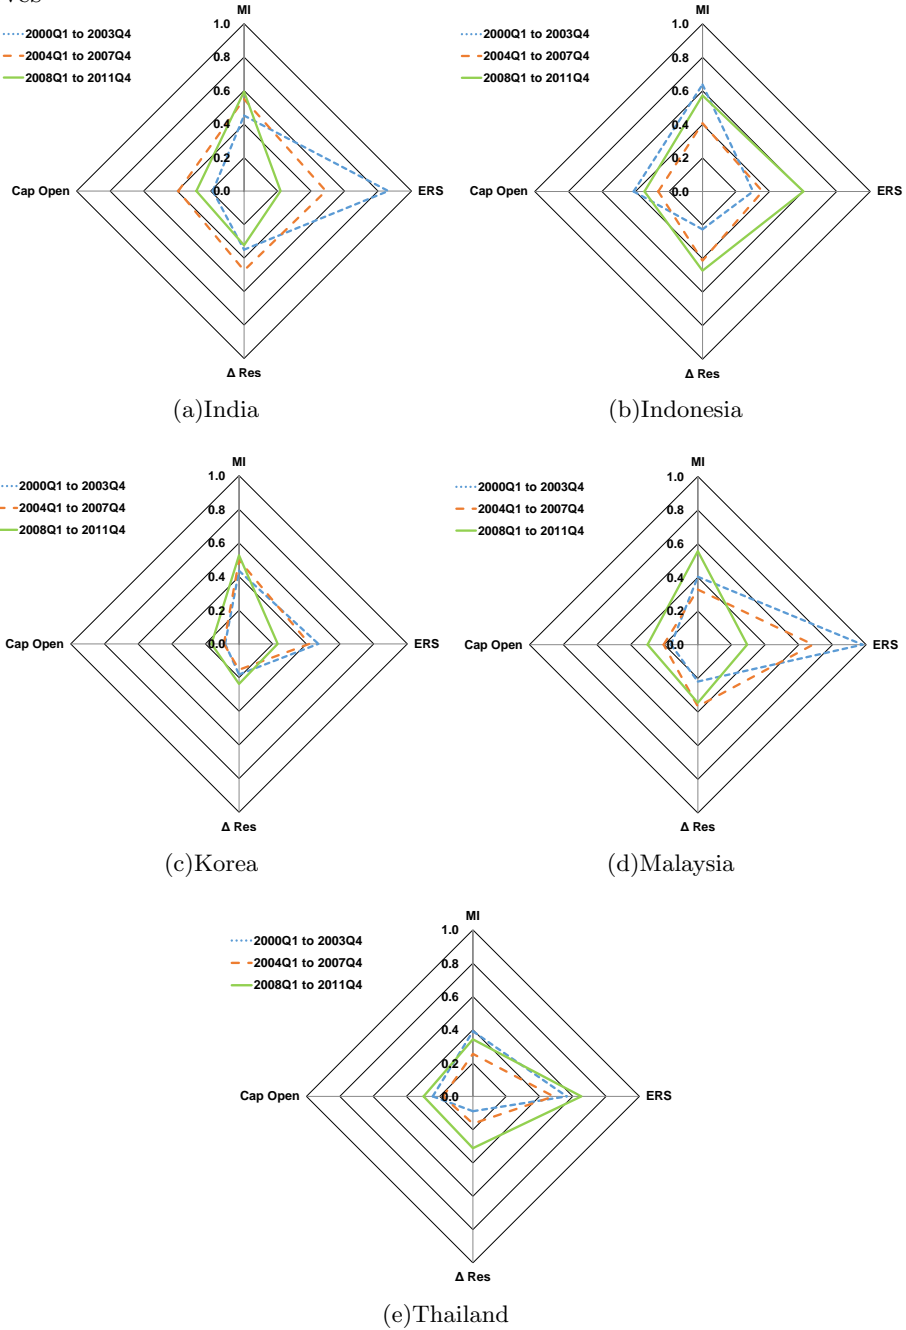 MI
1.0
2000Q1 to 2003Q4
0.8
2004Q1 to 2007Q4
2008Q1 to 2011Q4
0.6
0.4
0.2
Cap Open 0.0 ERS
Δ Res
(a)India
MI
1.0
2000Q1 to 2003Q4
0.8
2004Q1 to 2007Q4
2008Q1 to 2011Q4
0.6
0.4
0.2
Cap Open 0.0 ERS
Δ Res
(b)Indonesia
MI
1.0
2000Q1 to 2003Q4
0.8
2004Q1 to 2007Q4
2008Q1 to 2011Q4
0.6
0.4
0.2
Cap Open 0.0 ERS
Δ Res
(c)Korea
MI
1.0
2000Q1 to 2003Q4
0.8
2004Q1 to 2007Q4
2008Q1 to 2011Q4
0.6
0.4
0.2
Cap Open 0.0 ERS
Δ Res
(d)Malaysia
MI
1.0
2000Q1 to 2003Q4
0.8
2004Q1 to 2007Q4
2008Q1 to 2011Q4
0.6
0.4
0.2
Cap Open 0.0 ERS
Δ Res
(e)Thailand